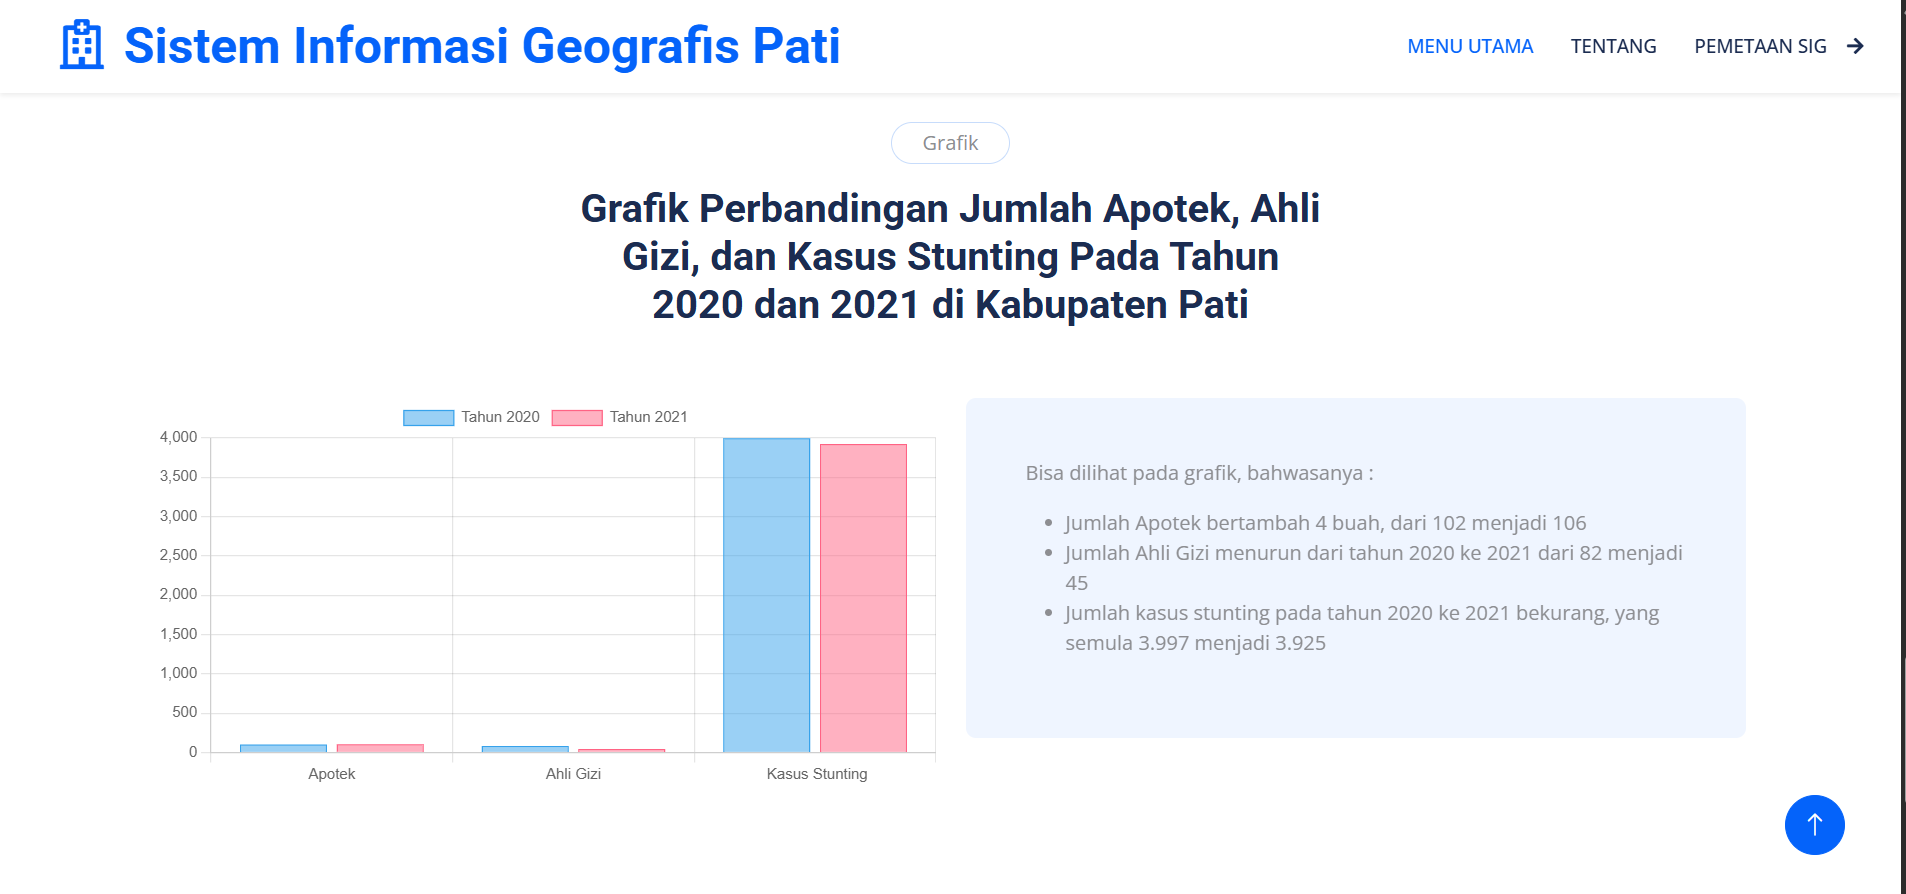 Sistem Informasi Geografis Pati
MENU UTAMA
TENTANG
PEMETAAN SIG
Grafik
Grafik Perbandingan Jumlah Apotek, Ahli
Gizi, dan Kasus Stunting Pada Tahun
2020 dan 2021 di Kabupaten Pati
Tahun 2020
Tahun 2021
4,000
3,500
3,000
2,500
2,000
1,500
1,000
500
0
Apotek
Ahli Gizi
Kasus Stunting
Bisa dilihat pada grafik, bahwasanya :
Jumlah Apotek bertambah 4 buah, dari 102 menjadi 106
Jumlah Ahli Gizi menurun dari tahun 2020 ke 2021 dari 82 menjadi
45
Jumlah kasus stunting pada tahun 2020 ke 2021 bekurang, yang
semula 3.997 menjadi 3.925